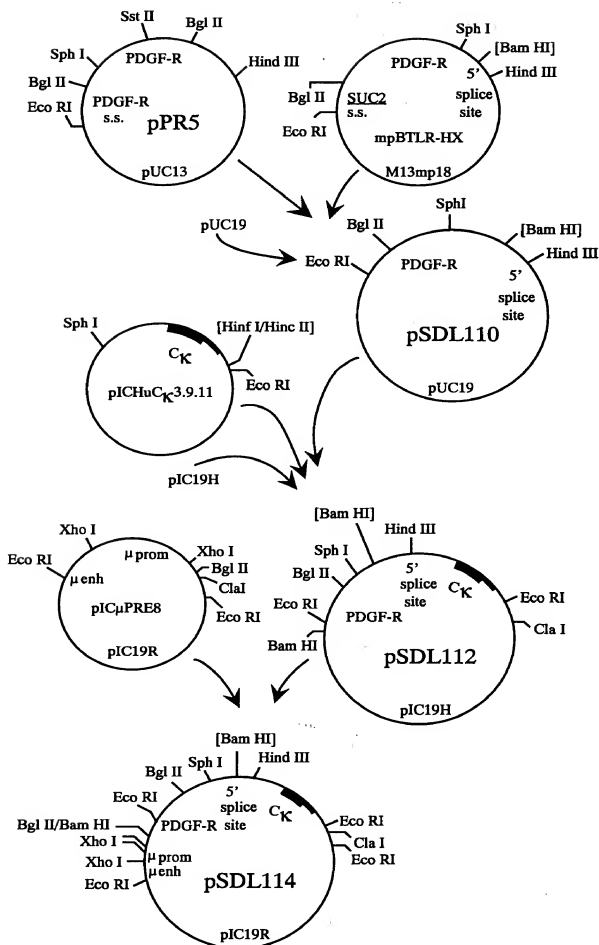 Sst II
Bgl II
Sph I
PDGF-R
Hind III
Bgl II
Eco RI
PDGF-R
s.s.
pPR5
pUC13
Sph I
[Bam HI]
PDGF-R
5'
Hind III
splice
site
Bgl II
SUC2
s.s.
Eco RI
mpBTLR-HX
M13mp18
pUC19
SphI
Bgl II
[Bam HI]
Eco RI
PDGF-R
Hind III
5'
splice
site
pSDL110
pUC19
Sph I
[Hinf I/Hinc II]
Cκ
Eco RI
pICHuCκ3.9.11
pIC19H
Xho I
μ prom
Xho I
Eco RI
μ enh
Bgl II
ClaI
Eco RI
pICμPRE8
pIC19R
[Bam HI]
Hind III
Sph I
5'
splice
site
Bgl II
Cκ
Eco RI
Eco RI
PDGF-R
Cla I
Bam HI
pSDL112
pIC19H
[Bam HI]
Sph I
Hind III
Bgl II
5'
splice
site
Eco RI
Cκ
Eco RI
Bgl II/Bam HI
PDGF-R
Cla I
Xho I
Eco RI
Xho I
μ prom
μ enh
Eco RI
pSDL114
pIC19R